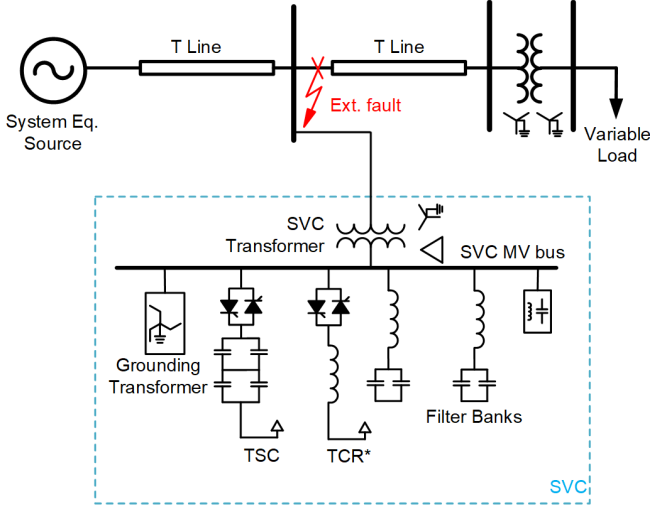 T Line
T Line
Ext. fault
System Eq.
Source
Variable
Load
SVC
Transformer
SVC MV bus
Grounding
Transformer
Filter Banks
TSC
TCR*
SVC